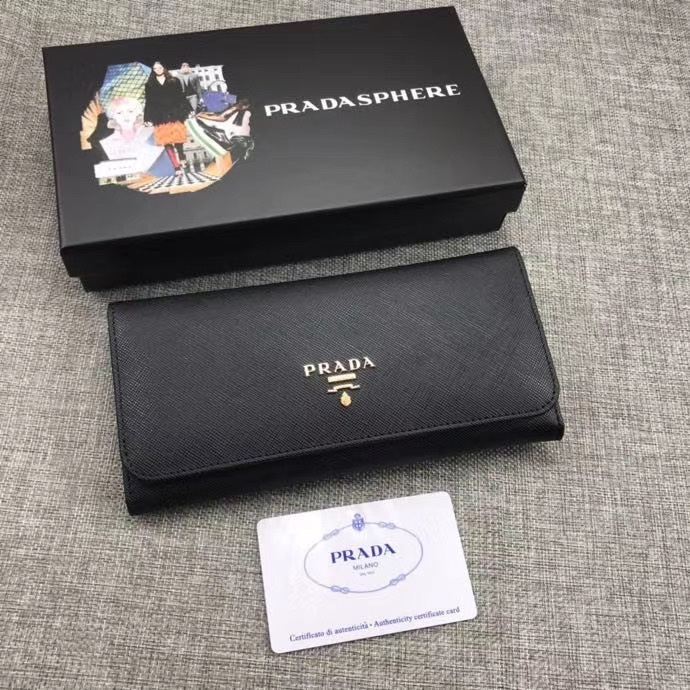 PRADASPHERE
PRADA
PRADA
MILANO
Certificato di autenticità • Authenticity certificate card